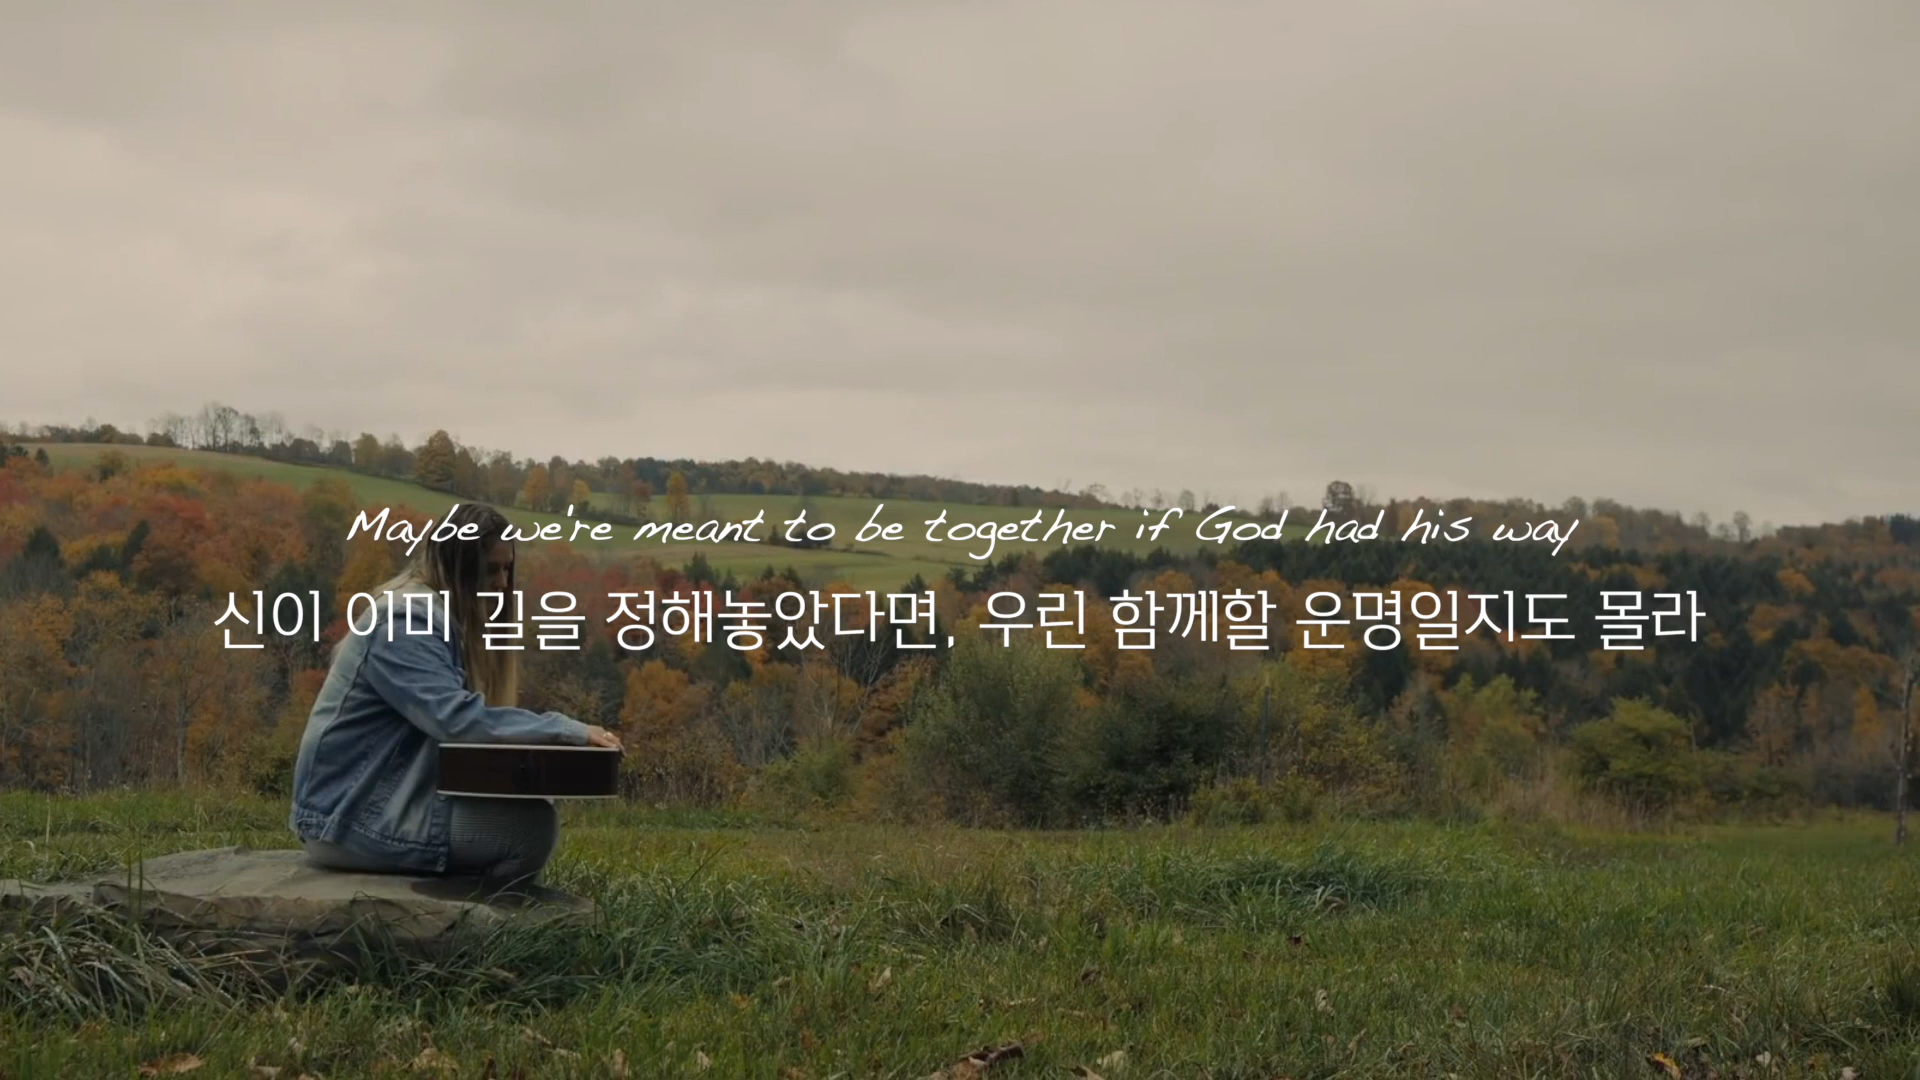 Maybe we're meant to be together if God had his way
신이 이미 길을 정해놓았다면, 우린 함께할 운명일지도 몰라